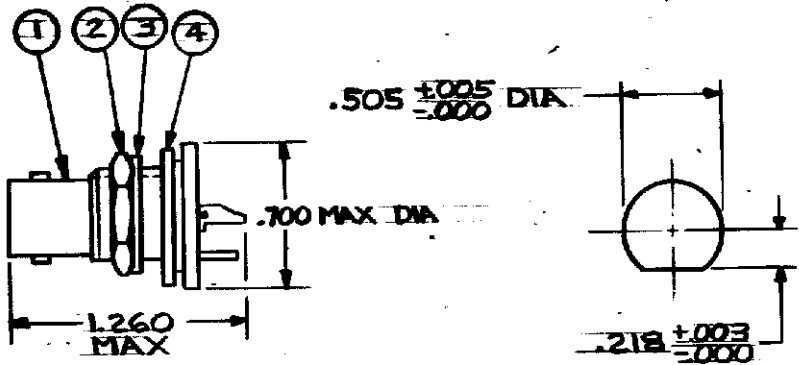 1 2 3 4
.505 ±.005 -.000 DIA
.700 MAX DIA
1.260
MAX
.218 ±.003 -.000